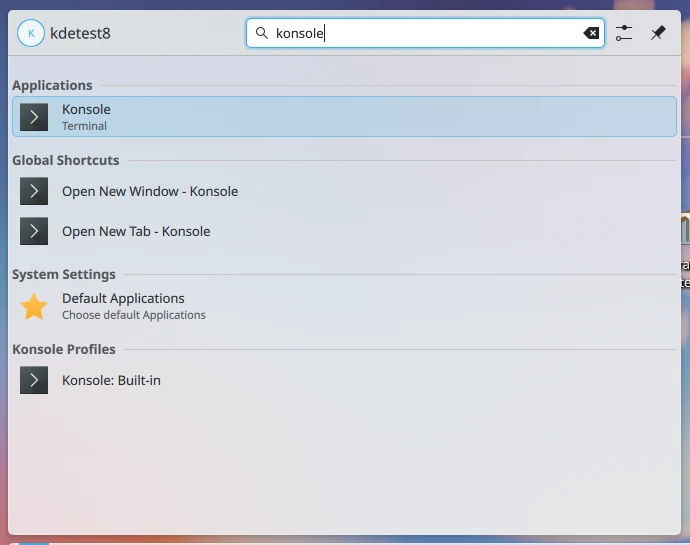 K kdetest8 konsole
Applications
Konsole
Terminal
Global Shortcuts
Open New Window - Konsole
Open New Tab - Konsole
System Settings
Default Applications
Choose default Applications
Konsole Profiles
Konsole: Built-in